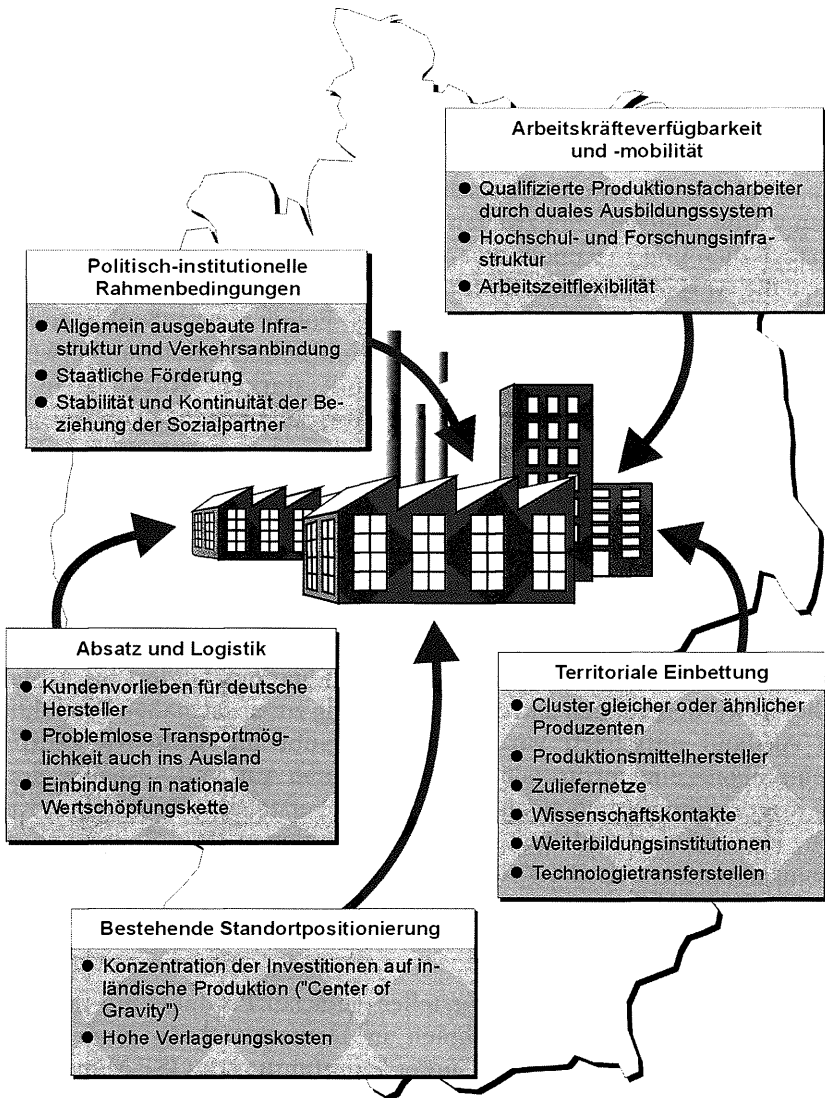 Arbeitskräfteverfügbarkeit
und -mobilität
● Qualifizierte Produktionsfacharbeiter
durch duales Ausbildungssystem
● Hochschul- und Forschungsinfra-
struktur
● Arbeitszeitflexibilität
Politisch-institutionelle
Rahmenbedingungen
● Allgemein ausgebaute Infra-
struktur und Verkehrsanbindung
● Staatliche Förderung
● Stabilität und Kontinuität der Be-
ziehung der Sozialpartner
Absatz und Logistik
● Kundenvorlieben für deutsche
Hersteller
● Problemlose Transportmög-
lichkeit auch ins Ausland
● Einbindung in nationale
Wertschöpfungskette
Territoriale Einbettung
● Cluster gleicher oder ähnlicher
Produzenten
● Produktionsmittelhersteller
● Zuliefernetze
● Wissenschaftskontakte
● Weiterbildungsinstitutionen
● Technologietransferstellen
Bestehende Standortpositionierung
● Konzentration der Investitionen auf in-
ländische Produktion ("Center of
Gravity")
● Hohe Verlagerungskosten